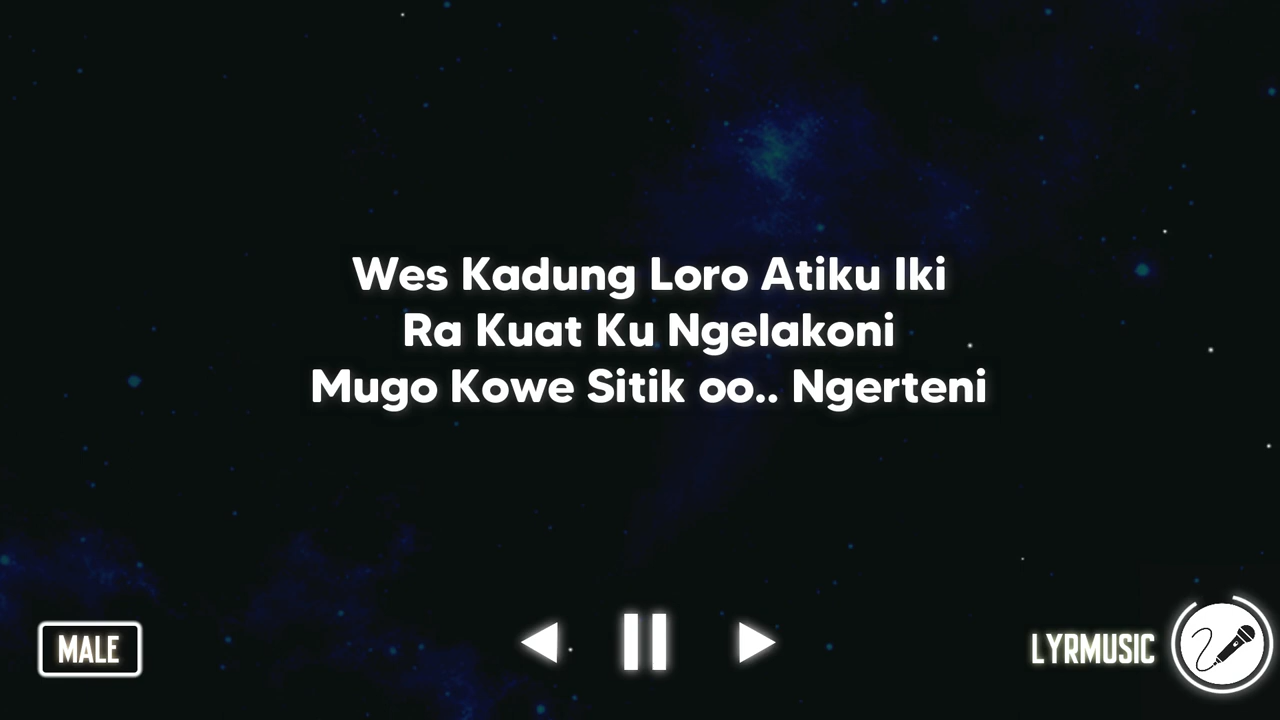 Wes Kadung Loro Atiku Iki
Ra Kuat Ku Ngelakoni
Mugo Kowe Sitik oo.. Ngerteni
MALE
LYRMUSIC